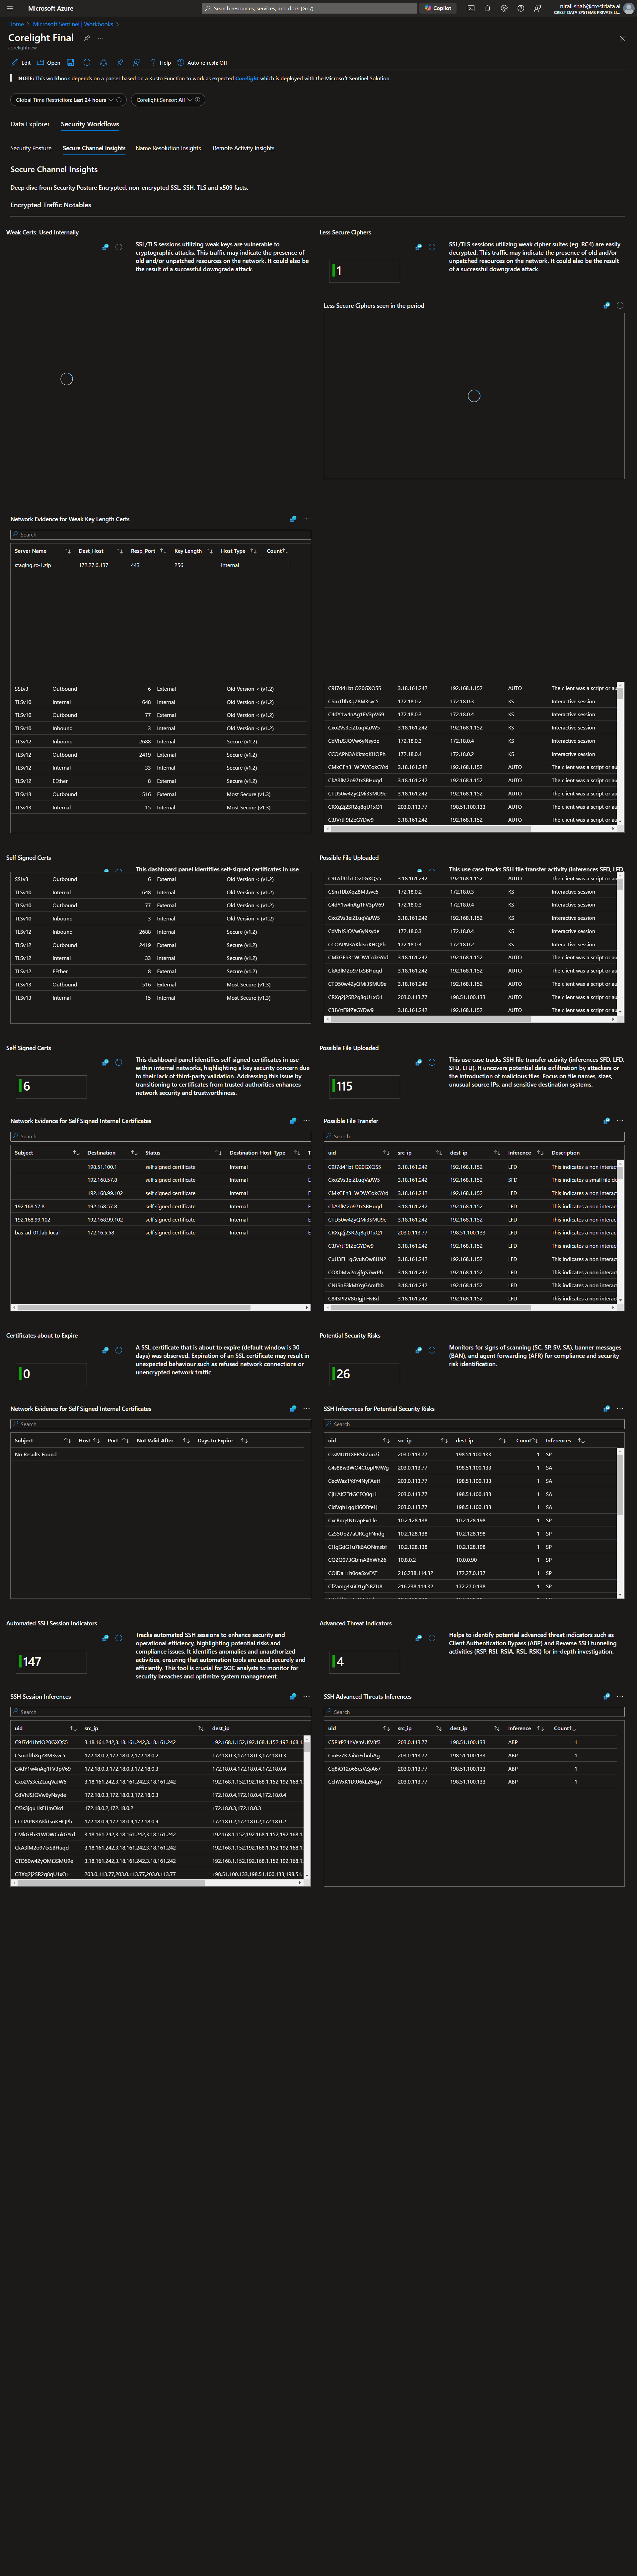 Microsoft Azure
Search resources, services, and docs (G+/)
Copilot
nirali.shah@crestdata.ai
CREST DATA SYSTEMS PRIVATE LI...
Home > Microsoft Sentinel | Workbooks >
Corelight Final
corelightnew
Edit Open Help Auto refresh: Off
NOTE: This workbook depends on a parser based on a Kusto Function to work as expected Corelight which is deployed with the Microsoft Sentinel Solution.
Global Time Restriction: Last 24 hours
Corelight Sensor: All
Data Explorer Security Workflows
Security Posture Secure Channel Insights Name Resolution Insights Remote Activity Insights
Secure Channel Insights
Deep dive from Security Posture Encrypted, non-encrypted SSL, SSH, TLS and x509 facts.
Encrypted Traffic Notables
Weak Certs. Used Internally
SSL/TLS sessions utilizing weak keys are vulnerable to
cryptographic attacks. This traffic may indicate the presence of
old and/or unpatched resources on the network. It could also be
the result of a successful downgrade attack.
Less Secure Ciphers
1
SSL/TLS sessions utilizing weak cipher suites (eg. RC4) are easily
decrypted. This traffic may indicate the presence of old and/or
unpatched resources on the network. It could also be the result
of a successful downgrade attack.
Less Secure Ciphers seen in the period
Network Evidence for Weak Key Length Certs
Search
Server Name Dest_Host Resp_Port Key Length Host Type Count
staging.rc-1.zip 172.27.0.137 443 256 Internal 1
SSLv3 Outbound 6 External Old Version < (v1.2)
TLSv10 Internal 648 Internal Old Version < (v1.2)
TLSv10 Outbound 77 External Old Version < (v1.2)
TLSv10 Inbound 3 Internal Old Version < (v1.2)
TLSv12 Inbound 2688 Internal Secure (v1.2)
TLSv12 Outbound 2419 External Secure (v1.2)
TLSv12 Internal 33 Internal Secure (v1.2)
TLSv12 EEther 8 External Secure (v1.2)
TLSv13 Outbound 516 External Most Secure (v1.3)
TLSv13 Internal 15 Internal Most Secure (v1.3)
3.18.161.242 192.168.1.152 AUTO The client was a script or au
172.18.0.2 172.18.0.3 KS Interactive session
172.18.0.3 172.18.0.4 KS Interactive session
3.18.161.242 192.168.1.152 AUTO The client was a script or au
172.18.0.3 172.18.0.4 KS Interactive session
172.18.0.4 172.18.0.2 KS Interactive session
3.18.161.242 192.168.1.152 AUTO The client was a script or au
3.18.161.242 192.168.1.152 AUTO The client was a script or au
3.18.161.242 192.168.1.152 AUTO The client was a script or au
203.0.113.77 198.51.100.133 AUTO The client was a script or au
3.18.161.242 192.168.1.152 AUTO The client was a script or au
Self Signed Certs
This dashboard panel identifies self-signed certificates in use
Possible File Uploaded
This use case tracks SSH file transfer activity (inferences SFD, LFD,
SSLv3 Outbound 6 External Old Version < (v1.2)
TLSv10 Internal 648 Internal Old Version < (v1.2)
TLSv10 Outbound 77 External Old Version < (v1.2)
TLSv10 Inbound 3 Internal Old Version < (v1.2)
TLSv12 Inbound 2688 Internal Secure (v1.2)
TLSv12 Outbound 2419 External Secure (v1.2)
TLSv12 Internal 33 Internal Secure (v1.2)
TLSv12 EEther 8 External Secure (v1.2)
TLSv13 Outbound 516 External Most Secure (v1.3)
TLSv13 Internal 15 Internal Most Secure (v1.3)
3.18.161.242 192.168.1.152 AUTO The client was a script or au
172.18.0.2 172.18.0.3 KS Interactive session
172.18.0.3 172.18.0.4 KS Interactive session
3.18.161.242 192.168.1.152 AUTO The client was a script or au
172.18.0.3 172.18.0.4 KS Interactive session
172.18.0.4 172.18.0.2 KS Interactive session
3.18.161.242 192.168.1.152 AUTO The client was a script or au
3.18.161.242 192.168.1.152 AUTO The client was a script or au
3.18.161.242 192.168.1.152 AUTO The client was a script or au
203.0.113.77 198.51.100.133 AUTO The client was a script or au
3.18.161.242 192.168.1.152 AUTO The client was a script or au
Self Signed Certs
6
This dashboard panel identifies self-signed certificates in use
within internal networks, highlighting a key security concern due
to their lack of third-party validation. Addressing this issue by
transitioning to certificates from trusted authorities enhances
network security and trustworthiness.
Possible File Uploaded
115
This use case tracks SSH file transfer activity (inferences SFD, LFD,
SFU, LFU). It uncovers potential data exfiltration by attackers or
the introduction of malicious files. Focus on file names, sizes,
unusual source IPs, and sensitive destination systems.
Network Evidence for Self Signed Internal Certificates
Search
Subject Destination Status Destination_Host_Type T
198.51.100.1 self signed certificate Internal E
192.168.57.8 self signed certificate Internal E
192.168.99.102 self signed certificate Internal E
192.168.57.8 192.168.57.8 self signed certificate Internal E
192.168.99.102 192.168.99.102 self signed certificate Internal E
bas-ad-01.lab.local 172.16.5.58 self signed certificate Internal E
Possible File Transfer
Search
uid src_ip dest_ip Inference Description
3.18.161.242 192.168.1.152 LFD This indicates a non interac
3.18.161.242 192.168.1.152 SFD This indicates a small file do
3.18.161.242 192.168.1.152 LFD This indicates a non interac
3.18.161.242 192.168.1.152 LFD This indicates a non interac
3.18.161.242 192.168.1.152 LFD This indicates a non interac
203.0.113.77 198.51.100.133 LFD This indicates a non interac
3.18.161.242 192.168.1.152 LFD This indicates a non interac
3.18.161.242 192.168.1.152 LFD This indicates a non interac
3.18.161.242 192.168.1.152 LFD This indicates a non interac
3.18.161.242 192.168.1.152 LFD This indicates a non interac
3.18.161.242 192.168.1.152 LFD This indicates a non interac
Certificates about to Expire
0
A SSL certificate that is about to expire (default window is 30
days) was observed. Expiration of an SSL certificate may result in
unexpected behaviour such as refused network connections or
unencrypted network traffic.
Potential Security Risks
26
Monitors for signs of scanning (SC, SP, SV, SA), banner messages
(BAN), and agent forwarding (AFR) for compliance and security
risk identification.
Network Evidence for Self Signed Internal Certificates
Search
Subject Host Port Not Valid After Days to Expire
No Results Found
SSH Inferences for Potential Security Risks
Search
uid src_ip dest_ip Count Inferences
203.0.113.77 198.51.100.133 1 SP
203.0.113.77 198.51.100.133 1 SA
203.0.113.77 198.51.100.133 1 SA
203.0.113.77 198.51.100.133 1 SA
203.0.113.77 198.51.100.133 1 SA
10.2.128.138 10.2.128.198 1 SP
10.2.128.138 10.2.128.198 1 SP
10.2.128.138 10.2.128.198 1 SP
10.8.0.2 10.0.0.90 1 SP
216.238.114.32 172.27.0.137 1 SP
216.238.114.32 172.27.0.138 1 SP
Automated SSH Session Indicators
147
Tracks automated SSH sessions to enhance security and
operational efficiency, highlighting potential risks and
compliance issues. It identifies anomalies and unauthorized
activities, ensuring that automation tools are used securely and
efficiently. This tool is crucial for SOC analysts to monitor for
security breaches and optimize system management.
Advanced Threat Indicators
4
Helps to identify potential advanced threat indicators such as
Client Authentication Bypass (ABP) and Reverse SSH tunneling
activities (RSP, RSI, RSIA, RSL, RSK) for in-depth investigation.
SSH Session Inferences
Search
uid src_ip dest_ip
3.18.161.242,3.18.161.242,3.18.161.242 192.168.1.152,192.168.1.152,192.168.1.
172.18.0.2,172.18.0.2,172.18.0.2 172.18.0.3,172.18.0.3,172.18.0.3
172.18.0.3,172.18.0.3,172.18.0.3 172.18.0.4,172.18.0.4,172.18.0.4
3.18.161.242,3.18.161.242,3.18.161.242 192.168.1.152,192.168.1.152,192.168.1.
172.18.0.3,172.18.0.3,172.18.0.3 172.18.0.4,172.18.0.4,172.18.0.4
172.18.0.2,172.18.0.2 172.18.0.3,172.18.0.3
172.18.0.4,172.18.0.4,172.18.0.4 172.18.0.2,172.18.0.2,172.18.0.2
3.18.161.242,3.18.161.242,3.18.161.242 192.168.1.152,192.168.1.152,192.168.1.
3.18.161.242,3.18.161.242,3.18.161.242 192.168.1.152,192.168.1.152,192.168.1.
3.18.161.242,3.18.161.242,3.18.161.242 192.168.1.152,192.168.1.152,192.168.1.
203.0.113.77,203.0.113.77,203.0.113.77 198.51.100.133,198.51.100.133,198.51.1
SSH Advanced Threats Inferences
Search
uid src_ip dest_ip Inference Count
203.0.113.77 198.51.100.133 ABP 1
203.0.113.77 198.51.100.133 ABP 1
203.0.113.77 198.51.100.133 ABP 1
203.0.113.77 198.51.100.133 ABP 1